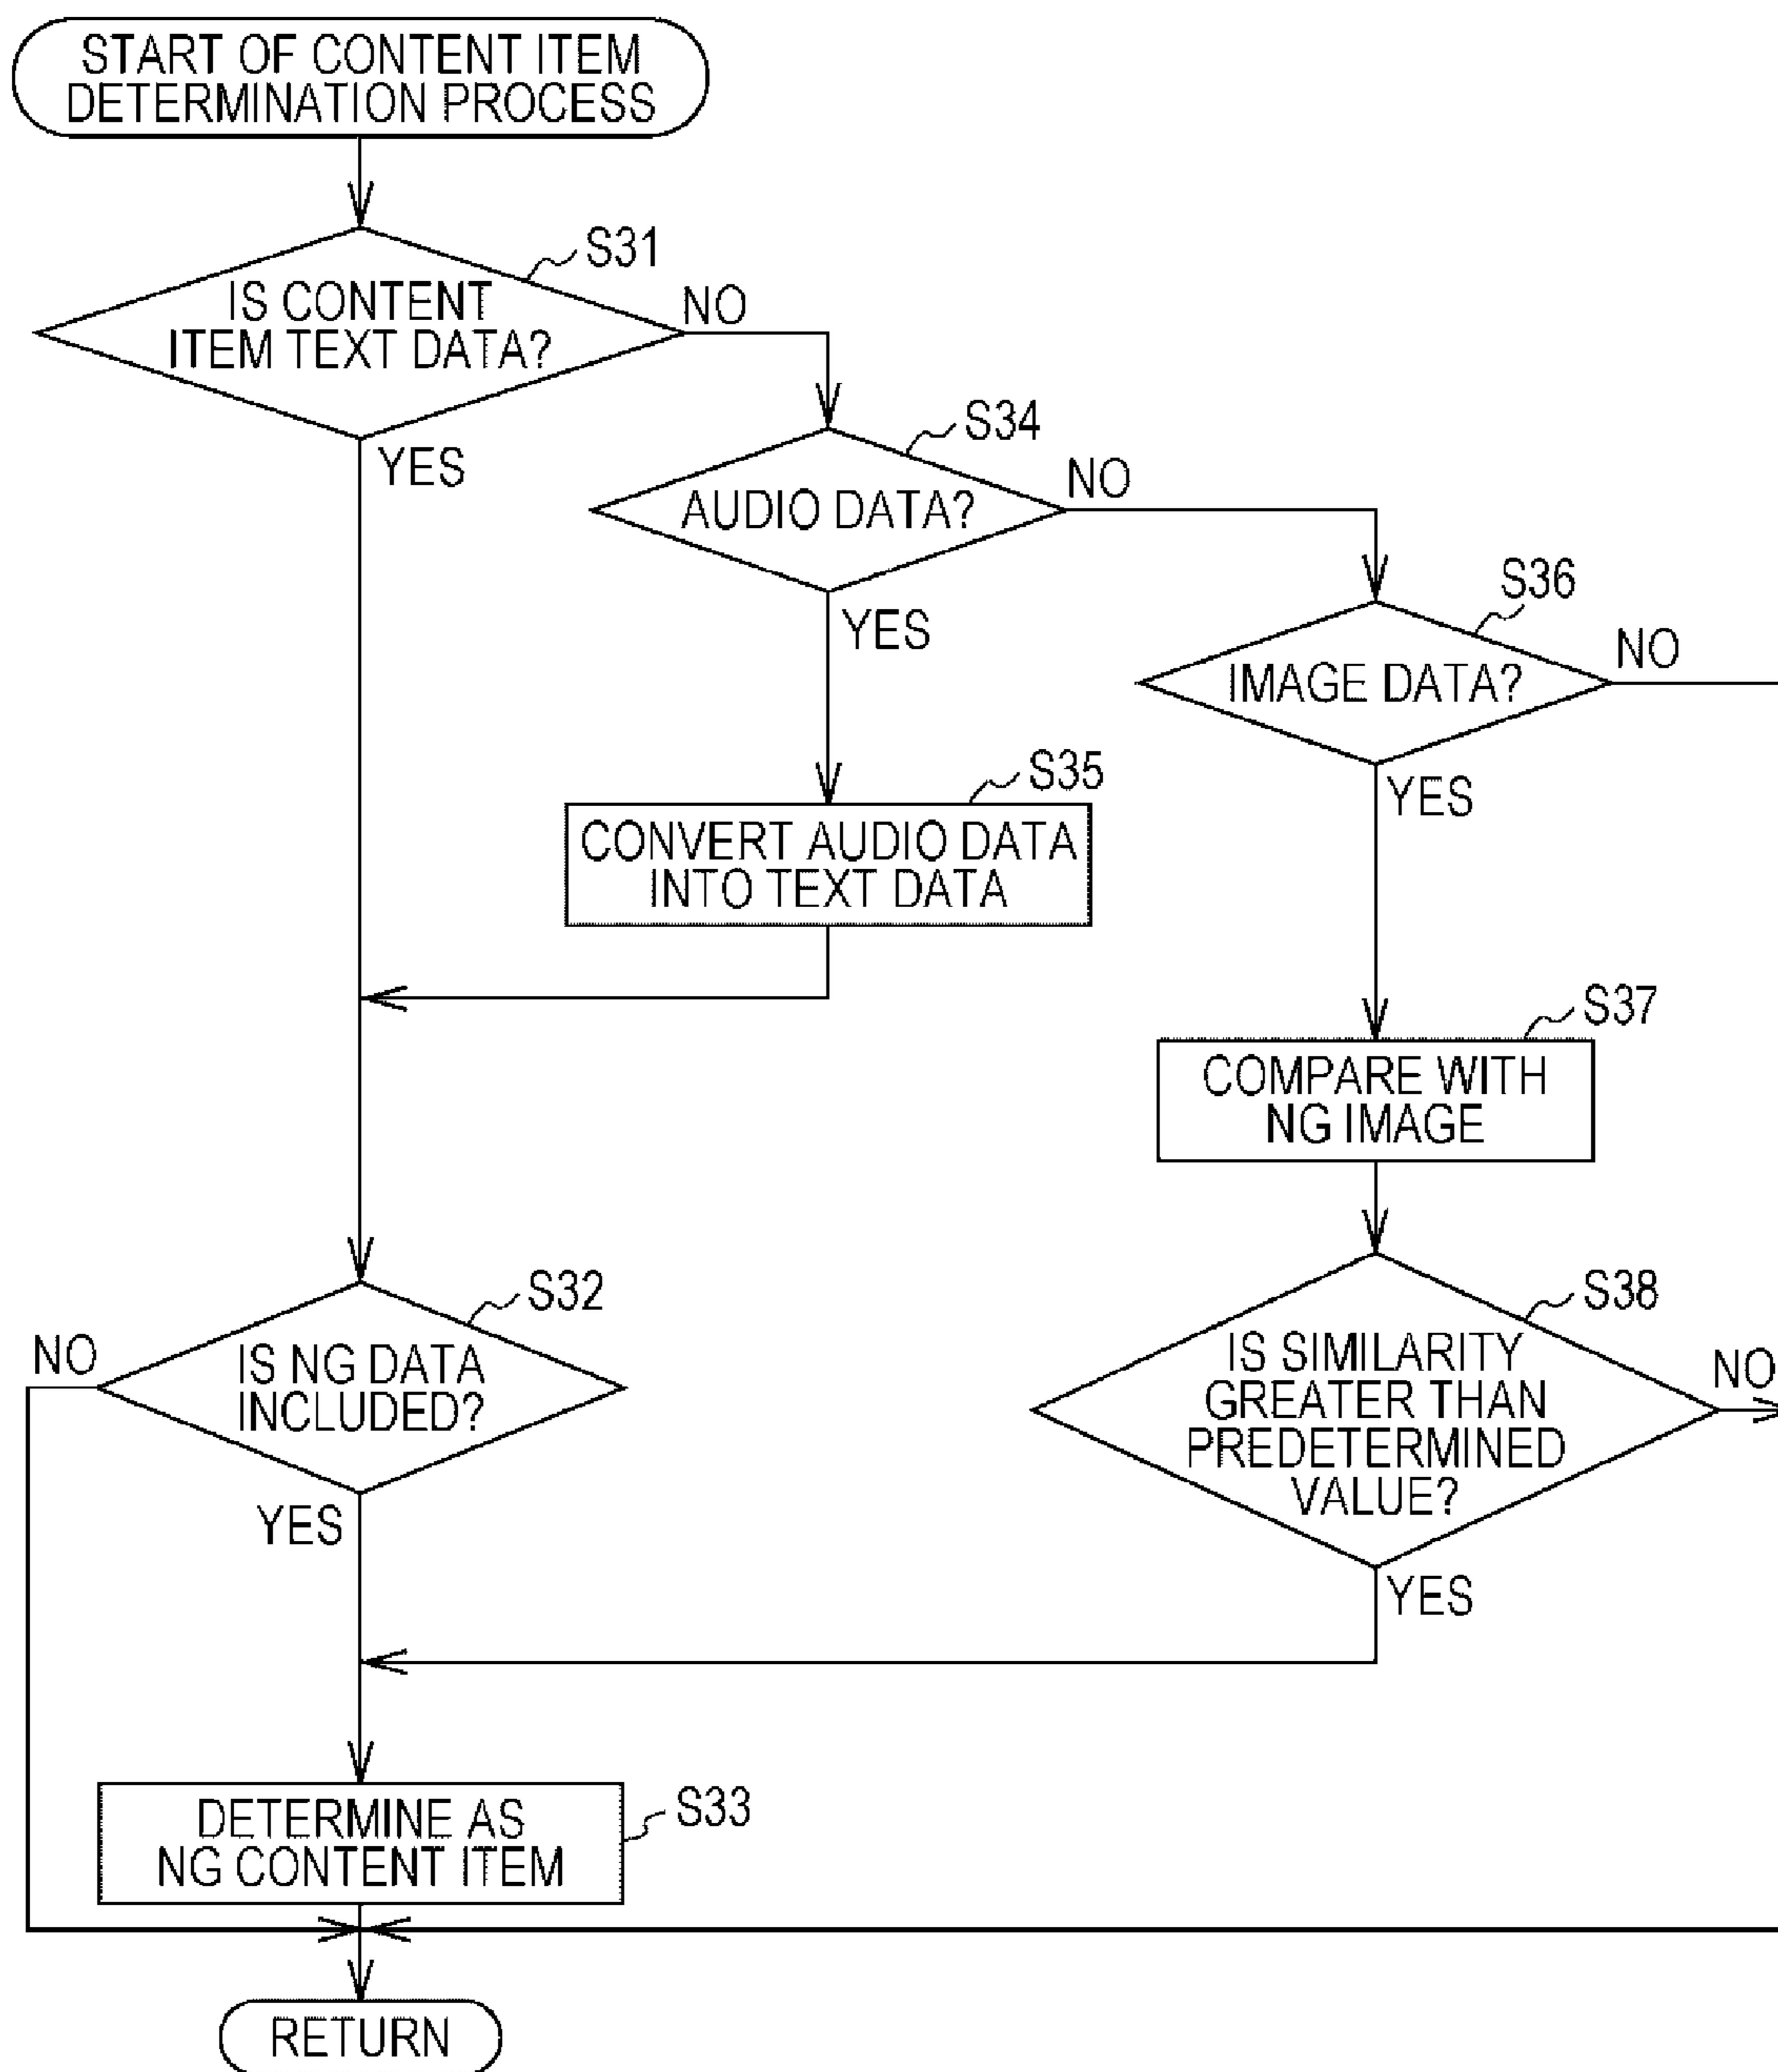 START OF CONTENT ITEM
DETERMINATION PROCESS
S31
IS CONTENT
ITEM TEXT DATA?
NO
YES
S34
AUDIO DATA?
NO
YES
S36
IMAGE DATA?
NO
YES
S35
CONVERT AUDIO DATA
INTO TEXT DATA
S37
COMPARE WITH
NG IMAGE
S32
NO
IS NG DATA
INCLUDED?
YES
S38
IS SIMILARITY
GREATER THAN
PREDETERMINED
VALUE?
NO
YES
DETERMINE AS
NG CONTENT ITEM
S33
RETURN